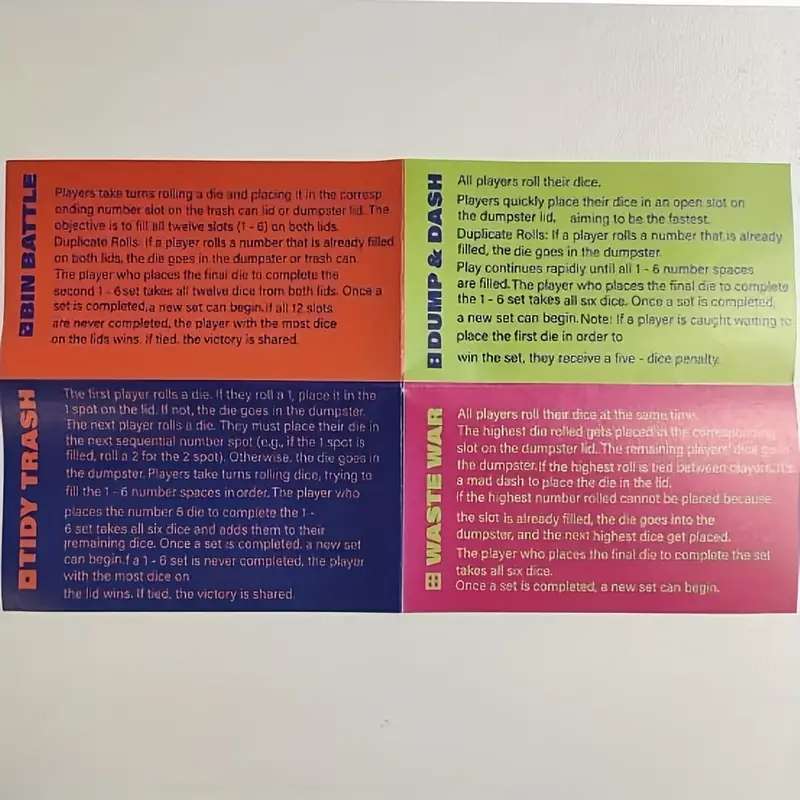 BIN BATTLE
Players take turns rolling a die and placing it in the corresp
onding number slot on the trash can lid or dumpster lid. The
objective is to fill all twelve slots (1 - 6) on both lids.
Duplicate Rolls: If a player rolls a number that is already filled
on both lids, the die goes in the dumpster or trash can.
The player who places the final die to complete the
second 1 - 6 set takes all twelve dice from both lids. Once a
set is completed, a new set can begin. if all 12 slots
are never completed, the player with the most dice
on the lids wins. If tied, the victory is shared.
DUMP & DASH
All players roll their dice.
Players quickly place their dice in an open slot on
the dumpster lid, aiming to be the fastest.
Duplicate Rolls: If a player rolls a number that is already
filled, the die goes in the dumpster.
Play continues rapidly until all 1 - 6 number spaces
are filled. The player who places the final die to complete
the 1 - 6 set takes all six dice. Once a set is completed,
a new set can begin. Note: If a player is caught waiting to
place the first die in order to
win the set, they receive a five - dice penalty.
TIDY TRASH
The first player rolls a die. If they roll a 1, place it in the
1 spot on the lid. If not, the die goes in the dumpster.
The next player rolls a die. They must place their die in
the next sequential number spot (e.g., if the 1 spot is
filled, roll a 2 for the 2 spot). Otherwise, the die goes in
the dumpster. Players take turns rolling dice, trying to
fill the 1 - 6 number spaces in order. The player who
places the number 6 die to complete the 1 -
6 set takes all six dice and adds them to their
remaining dice. Once a set is completed, a new set
can begin.f a 1 - 6 set is never completed, the player
with the most dice on
the lid wins. If tied, the victory is shared.
WASTE WAR
All players roll their dice at the same time.
The highest die rolled gets placed in the corresponding
slot on the dumpster lid. The remaining players' dice go in
the dumpster. If the highest roll is tied between players, it's
a mad dash to place the die in the lid.
If the highest number rolled cannot be placed because
the slot is already filled, the die goes into the
dumpster, and the next highest dice get placed.
The player who places the final die to complete the set
takes all six dice.
Once a set is completed, a new set can begin.